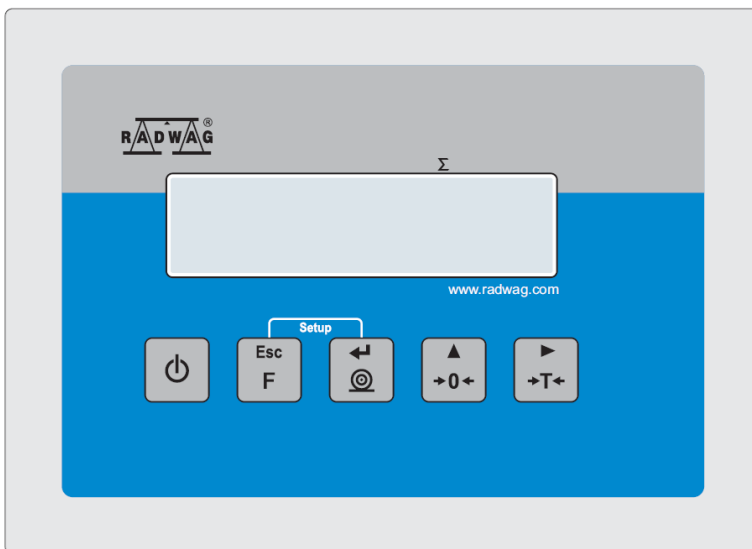 RADWAG®
Σ
www.radwag.com
Setup
Esc
F
→0←
→T←